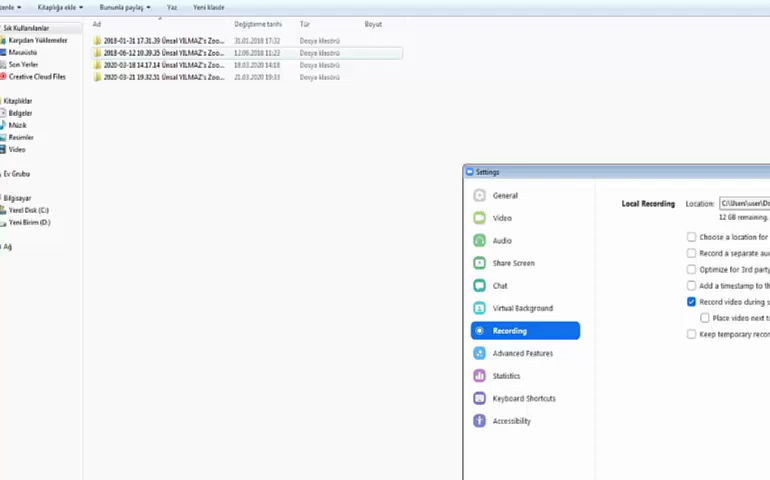 Kitaplığa ekle Bununla paylaş Yaz Yeni klasör
Ad Değiştirme tarihi Tür Boyut
Sık Kullanılanlar
Karşıdan Yüklemeler
Masaüstü
Son Yerler
Creative Cloud Files
Kitaplıklar
Belgeler
Müzik
Resimler
Video
Ev Grubu
Bilgisayar
Yerel Disk (C:)
Yeni Birim (D:)
Ağ
2018-01-31 17.31.39 Ünsal YILMAZ's Zoo... 31.01.2018 17:32 Dosya klasörü
2018-06-12 10.39.35 Ünsal YILMAZ's Zoo... 12.06.2018 11:23 Dosya klasörü
2020-03-18 14.17.14 Ünsal YILMAZ's Zoo... 18.03.2020 14:18 Dosya klasörü
2020-03-21 19.32.51 Ünsal YILMAZ's Zoo... 21.03.2020 19:33 Dosya klasörü
Settings
General
Video
Audio
Share Screen
Chat
Virtual Background
Recording
Advanced Features
Statistics
Keyboard Shortcuts
Accessibility
Local Recording Location: C:\Users\user\Do
12 GB remaining.
Choose a location for
Record a separate au
Optimize for 3rd party
Add a timestamp to th
Record video during s
Place video next t
Keep temporary recor